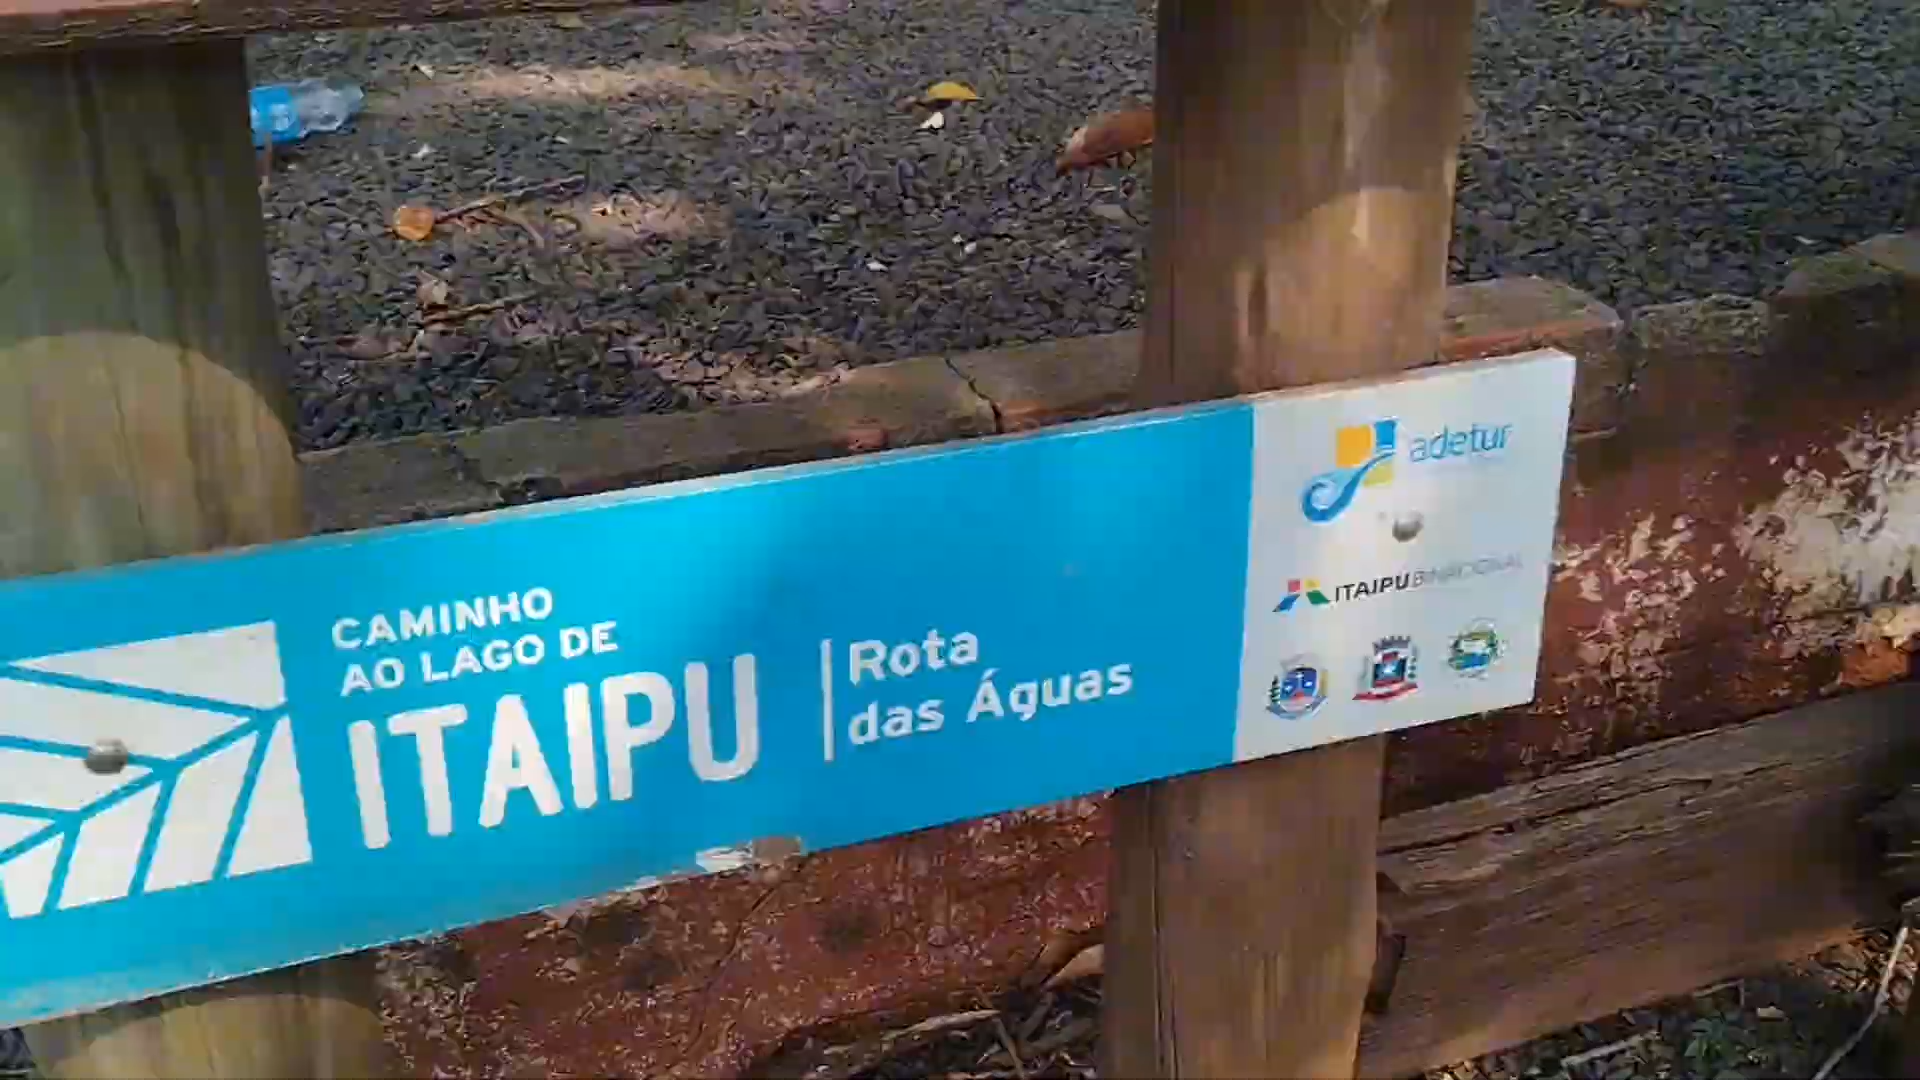 CAMINHO
AO LAGO DE
ITAIPU
Rota
das Águas
adetur
ITAIPU BINACIONAL